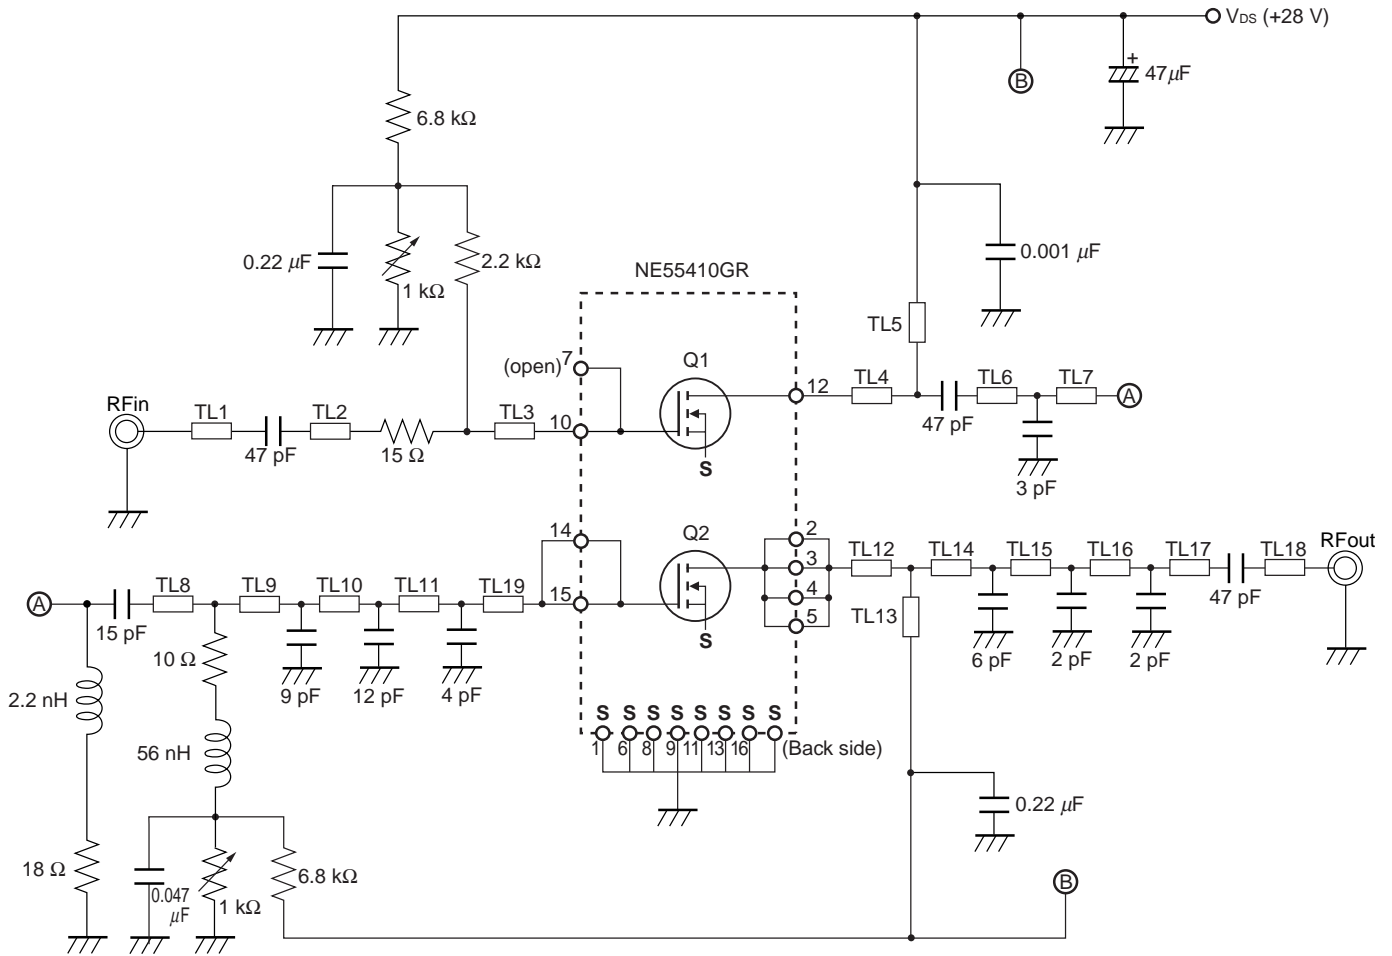 VDS (+28 V)
B
+
47 µF
6.8 kΩ
0.22 µF
1 kΩ
2.2 kΩ
0.001 µF
NE55410GR
TL5
(open)
7
Q1
12
TL4
TL6
TL7
A
47 pF
3 pF
RFin
TL1
47 pF
TL2
15 Ω
TL3
10
S
14
Q2
2
3
4
5
TL12
TL14
TL15
TL16
TL17
TL18
RFout
47 pF
TL13
6 pF
2 pF
2 pF
A
15 pF
TL8
TL9
TL10
TL11
TL19
15
S
10 Ω
9 pF
12 pF
4 pF
2.2 nH
56 nH
S S S S S S S S
1 6 8 9 11 13 16 (Back side)
0.22 µF
18 Ω
0.047
µF
1 kΩ
6.8 kΩ
B